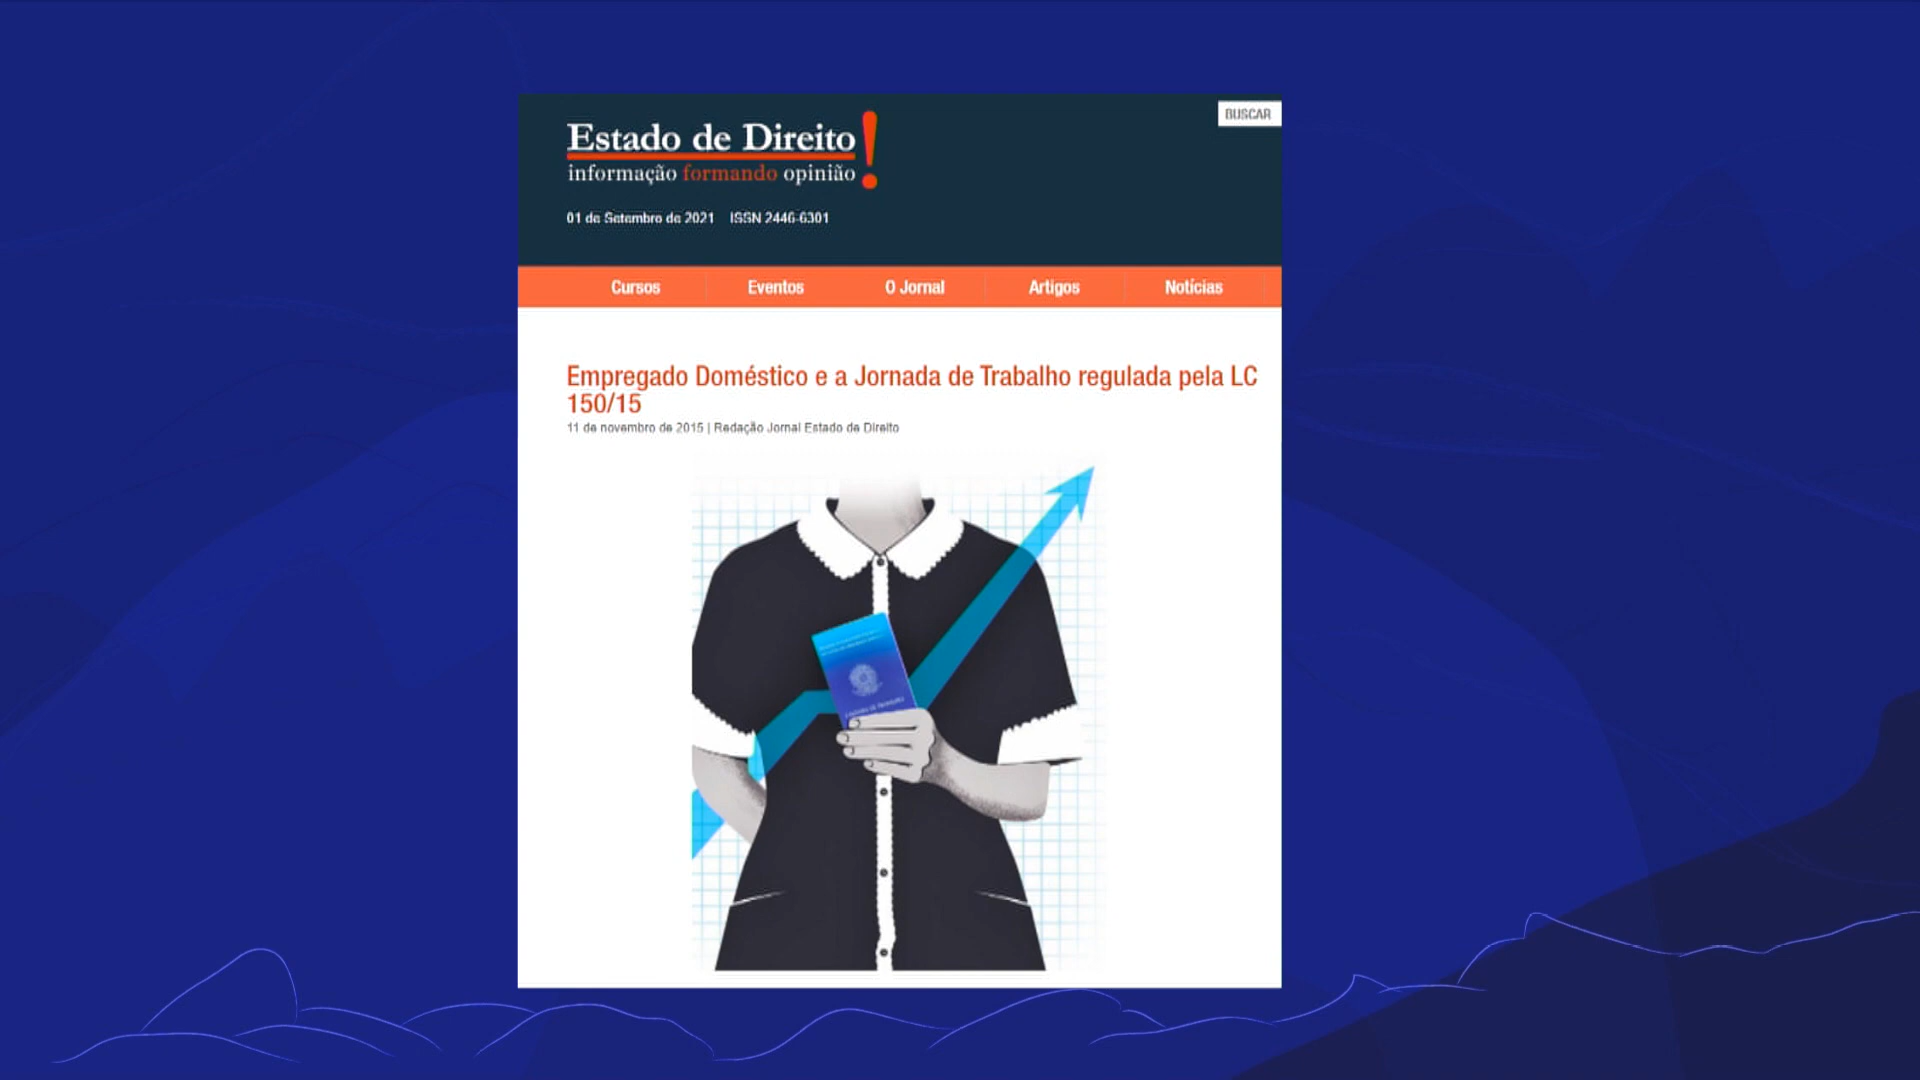 Estado de Direito!
informação formando opinião
BUSCAR
01 de Setembro de 2021 ISSN 2446-6301
Cursos Eventos O Jornal Artigos Notícias
Empregado Doméstico e a Jornada de Trabalho regulada pela LC
150/15
11 de novembro de 2015 | Redação Jornal Estado de Direito